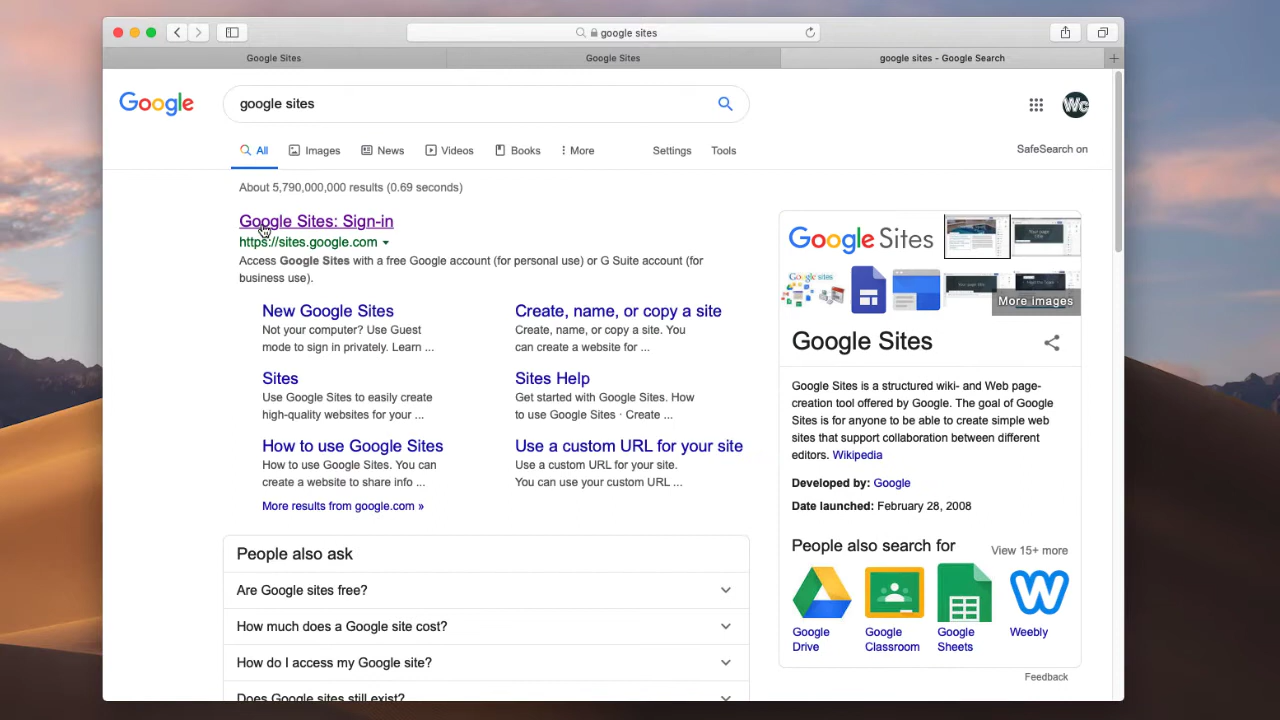 google sites
Google Sites
Google Sites
google sites - Google Search
Google
google sites
Wc
All
Images
News
Videos
Books
More
Settings
Tools
SafeSearch on
About 5,790,000,000 results (0.69 seconds)
Google Sites: Sign-in
https://sites.google.com
Access Google Sites with a free Google account (for personal use) or G Suite account (for
business use).
New Google Sites
Not your computer? Use Guest
mode to sign in privately. Learn ...
Create, name, or copy a site
Create, name, or copy a site. You
can create a website for ...
Sites
Use Google Sites to easily create
high-quality websites for your ...
Sites Help
Get started with Google Sites. How
to use Google Sites · Create ...
How to use Google Sites
How to use Google Sites. You can
create a website to share info ...
Use a custom URL for your site
Use a custom URL for your site.
You can use your custom URL ...
More results from google.com »
People also ask
Are Google sites free?
How much does a Google site cost?
How do I access my Google site?
Does Google sites still exist?
Google Sites
Google sites
More images
Google Sites
Google Sites is a structured wiki- and Web page-
creation tool offered by Google. The goal of Google
Sites is for anyone to be able to create simple web
sites that support collaboration between different
editors. Wikipedia
Developed by: Google
Date launched: February 28, 2008
People also search for
View 15+ more
Google
Drive
Google
Classroom
Google
Sheets
Weebly
Feedback